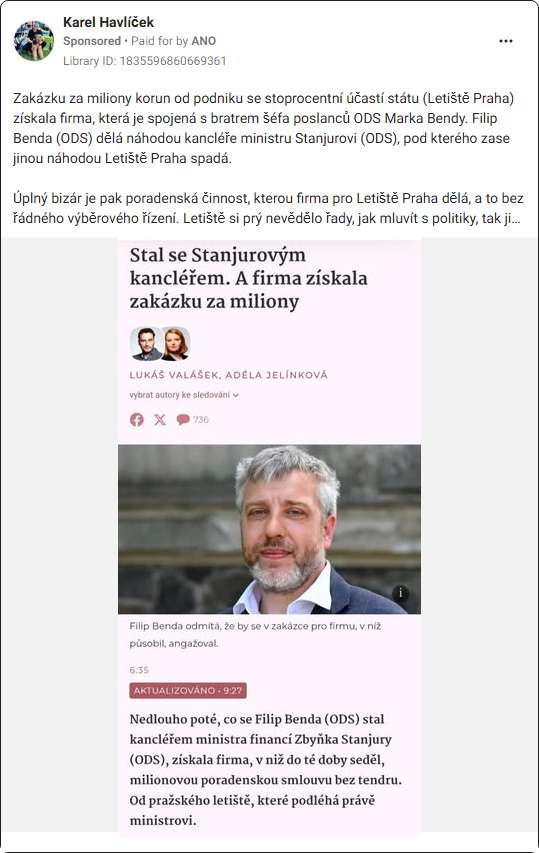 Karel Havlíček
Sponsored • Paid for by ANO
Library ID: 1835596860669361
Zakázku za miliony korun od podniku se stoprocentní účastí státu (Letiště Praha)
získala firma, která je spojená s bratrem šéfa poslanců ODS Marka Bendy. Filip
Benda (ODS) dělá náhodou kancléře ministru Stanjurovi (ODS), pod kterého zase
jinou náhodou Letiště Praha spadá.
Úplný bizár je pak poradenská činnost, kterou firma pro Letiště Praha dělá, a to bez
řádného výběrového řízení. Letiště si prý nevědělo řady, jak mluvít s politiky, tak ji...
Stal se Stanjurovým
kancléřem. A firma získala
zakázku za miliony
LUKÁŠ VALÁŠEK, ADÉLA JELÍNKOVÁ
vybrat autory ke sledování
736
i
Filip Benda odmítá, že by se v zakázce pro firmu, v níž
působil, angažoval.
6:35
AKTUALIZOVÁNO • 9:27
Nedlouho poté, co se Filip Benda (ODS) stal
kancléřem ministra financí Zbyňka Stanjury
(ODS), získala firma, v níž do té doby seděl,
milionovou poradenskou smlouvu bez tendru.
Od pražského letiště, které podléhá právě
ministrovi.